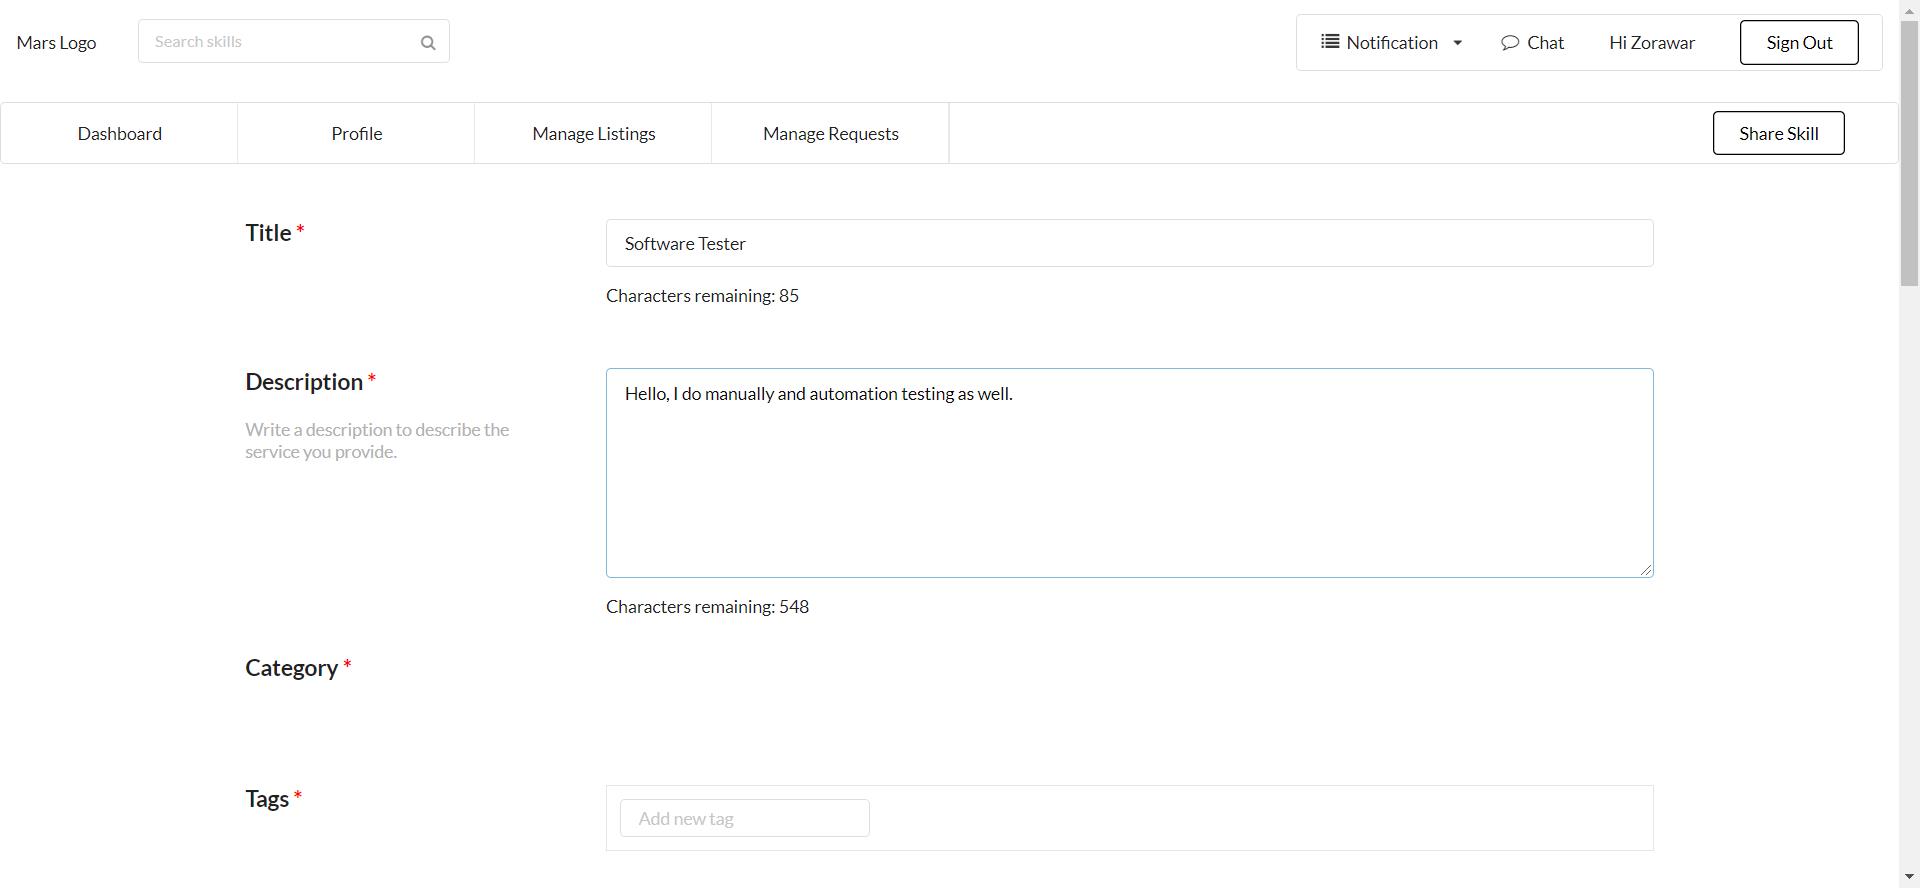 Mars Logo
Search skills
Notification
Chat
Hi Zorawar
Sign Out
Dashboard
Profile
Manage Listings
Manage Requests
Share Skill
Title *
Software Tester
Characters remaining: 85
Description *
Write a description to describe the
service you provide.
Hello, I do manually and automation testing as well.
Characters remaining: 548
Category *
Tags *
Add new tag